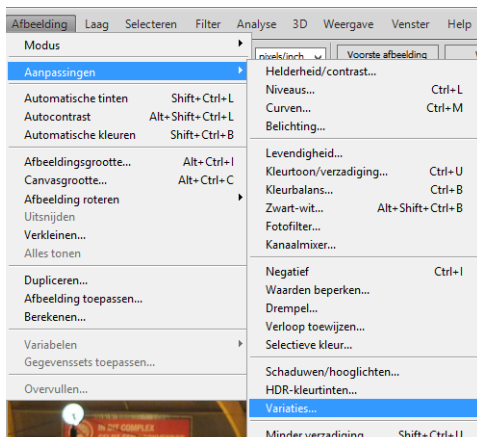 Afbeelding Laag Selecteren Filter Analyse 3D Weergave Venster Help
pixels/inch Voorste afbeelding
Modus
Aanpassingen
Automatische tinten Shift+Ctrl+L
Autocontrast Alt+Shift+Ctrl+L
Automatische kleuren Shift+Ctrl+B
Afbeeldingsgrootte... Alt+Ctrl+I
Canvasgrootte... Alt+Ctrl+C
Afbeelding roteren
Uitsnijden
Verkleinen...
Alles tonen
Dupliceren...
Afbeelding toepassen...
Berekenen...
Variabelen
Gegevenssets toepassen...
Overvullen...
Helderheid/contrast...
Niveaus... Ctrl+L
Curven... Ctrl+M
Belichting...
Levendigheid...
Kleurtoon/verzadiging... Ctrl+U
Kleurbalans... Ctrl+B
Zwart-wit... Alt+Shift+Ctrl+B
Fotofilter...
Kanaalmixer...
Negatief Ctrl+I
Waarden beperken...
Drempel...
Verloop toewijzen...
Selectieve kleur...
Schaduwen/hooglichten...
HDR-kleurtinten...
Variaties...
Minder verzadiging Shift+Ctrl+U
IN DIT COMPLEX